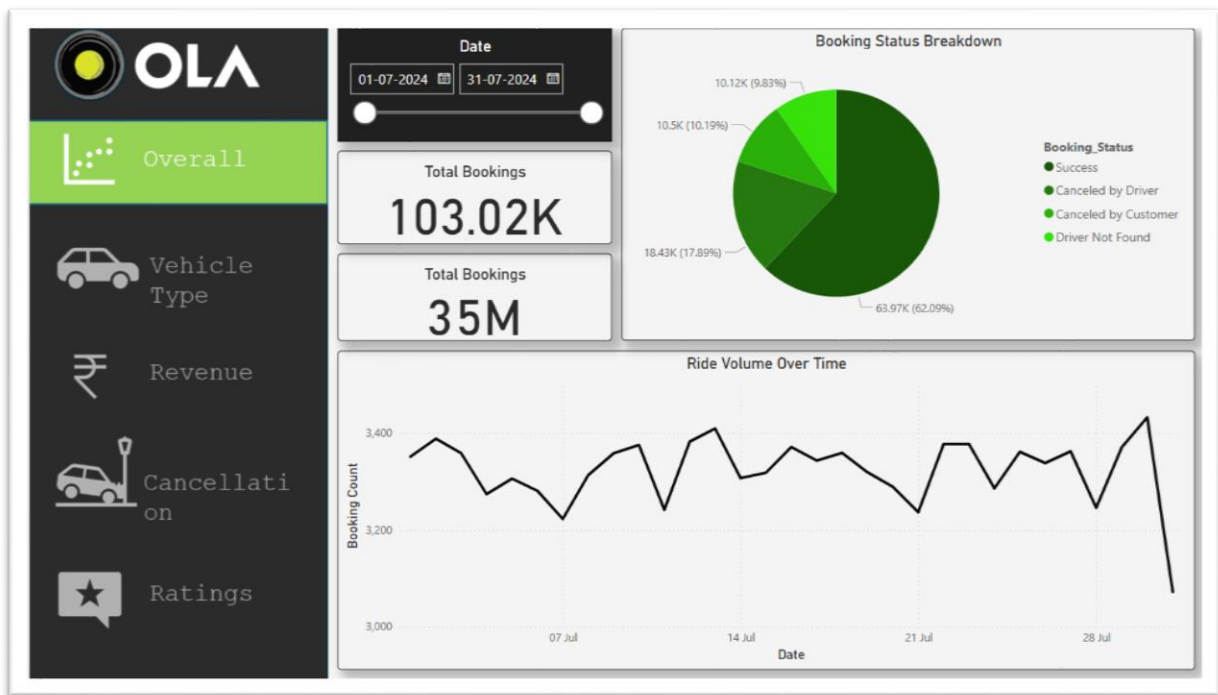 OLA
Overall
Vehicle
Type
Revenue
Cancellati
on
Ratings
Date
01-07-2024
31-07-2024
Total Bookings
103.02K
Total Bookings
35M
Booking Status Breakdown
10.12K (9.83%)
10.5K (10.19%)
18.43K (17.89%)
63.97K (62.09%)
Booking_Status
Success
Canceled by Driver
Canceled by Customer
Driver Not Found
Ride Volume Over Time
Booking Count
3,400
3,200
3,000
07 Jul
14 Jul
21 Jul
28 Jul
Date